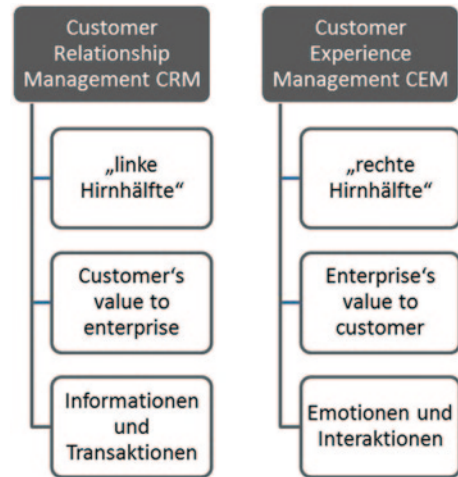 Customer
Relationship
Management CRM
„linke
Hirnhälfte“
Customer‘s
value to
enterprise
Informationen
und
Transaktionen
Customer
Experience
Management CEM
„rechte
Hirnhälfte“
Enterprise‘s
value to
customer
Emotionen und
Interaktionen